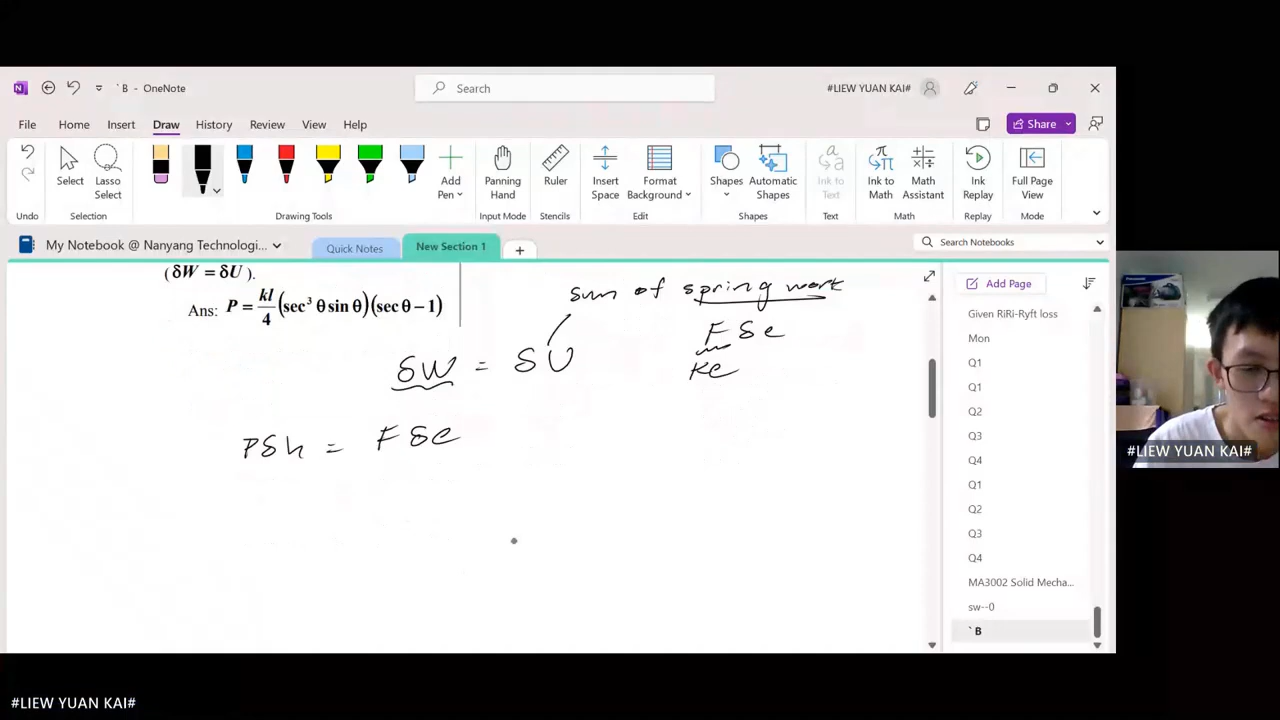 ` B - OneNote
Search
#LIEW YUAN KAI#
File Home Insert Draw History Review View Help
Share
Undo
Select
Lasso Select
Add Pen
Panning Hand
Ruler
Insert Space
Format Background
Shapes
Automatic Shapes
Ink to Text
Ink to Math
Math Assistant
Ink Replay
Full Page View
Selection
Drawing Tools
Input Mode
Stencils
Edit
Shapes
Text
Math
Replay
Mode
My Notebook @ Nanyang Technologi...
Quick Notes
New Section 1
+
Search Notebooks
(δW = δU ).
Ans: P = kl/4 (sec³ θ sin θ)(sec θ – 1)
sum of spring work
F δe
ke
δW = δU
Pδh = F δe
Add Page
Given RiRi-Ryft loss
Mon
Q1
Q1
Q2
Q3
Q4
Q1
Q2
Q3
Q4
MA3002 Solid Mecha...
sw--0
` B
#LIEW YUAN KAI#
#LIEW YUAN KAI#